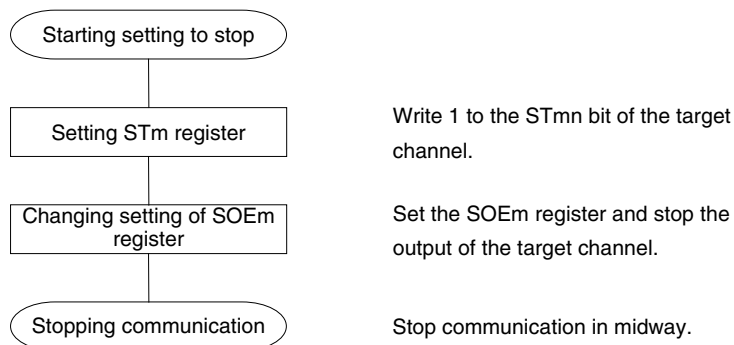 Starting setting to stop
Setting STm register
Write 1 to the STmn bit of the target
channel.
Changing setting of SOEm
register
Set the SOEm register and stop the
output of the target channel.
Stopping communication
Stop communication in midway.